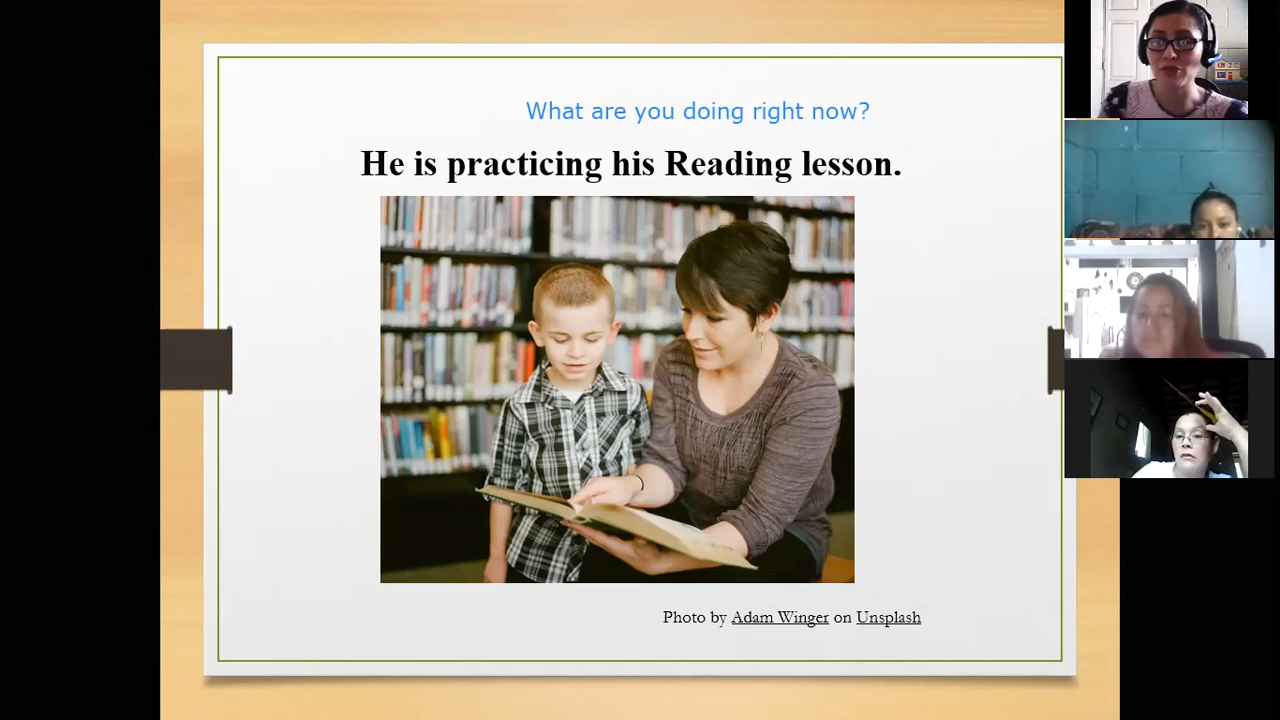 What are you doing right now?
He is practicing his Reading lesson.
Photo by Adam Winger on Unsplash